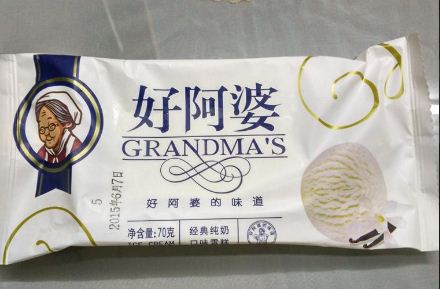 好阿婆
GRANDMA'S
好阿婆的味道
5
2015年6月7日
净含量:70克
经典纯奶
口味雪糕
ICE CREAM